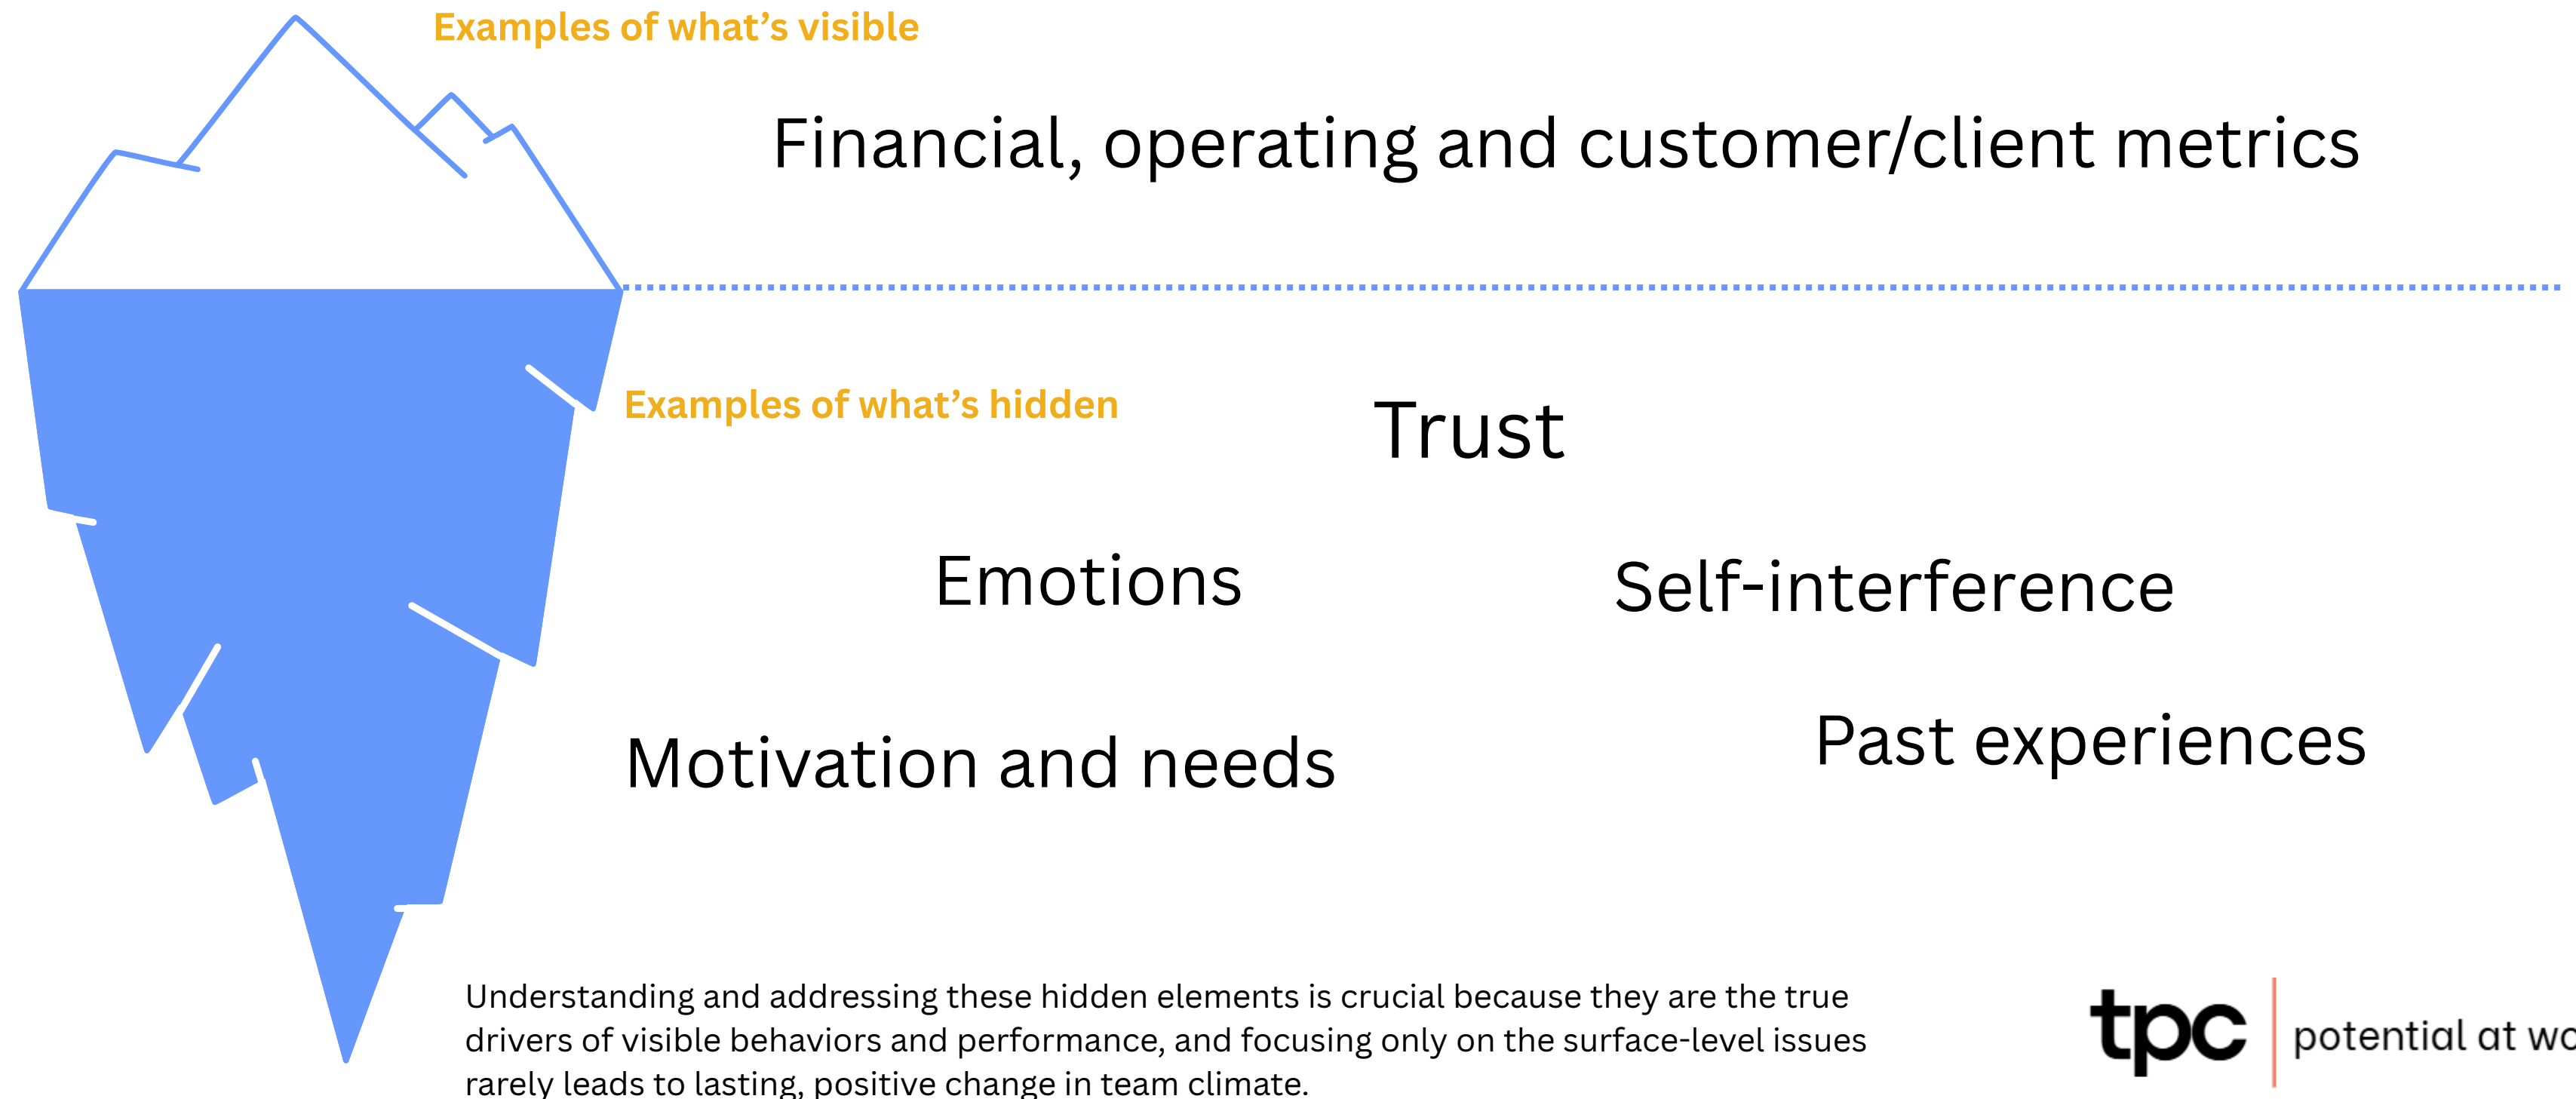 Examples of what's visible
Financial, operating and customer/client metrics
Examples of what's hidden
Trust
Emotions
Self-interference
Motivation and needs
Past experiences
Understanding and addressing these hidden elements is crucial because they are the true
drivers of visible behaviors and performance, and focusing only on the surface-level issues
rarely leads to lasting, positive change in team climate.
tpc
potential at